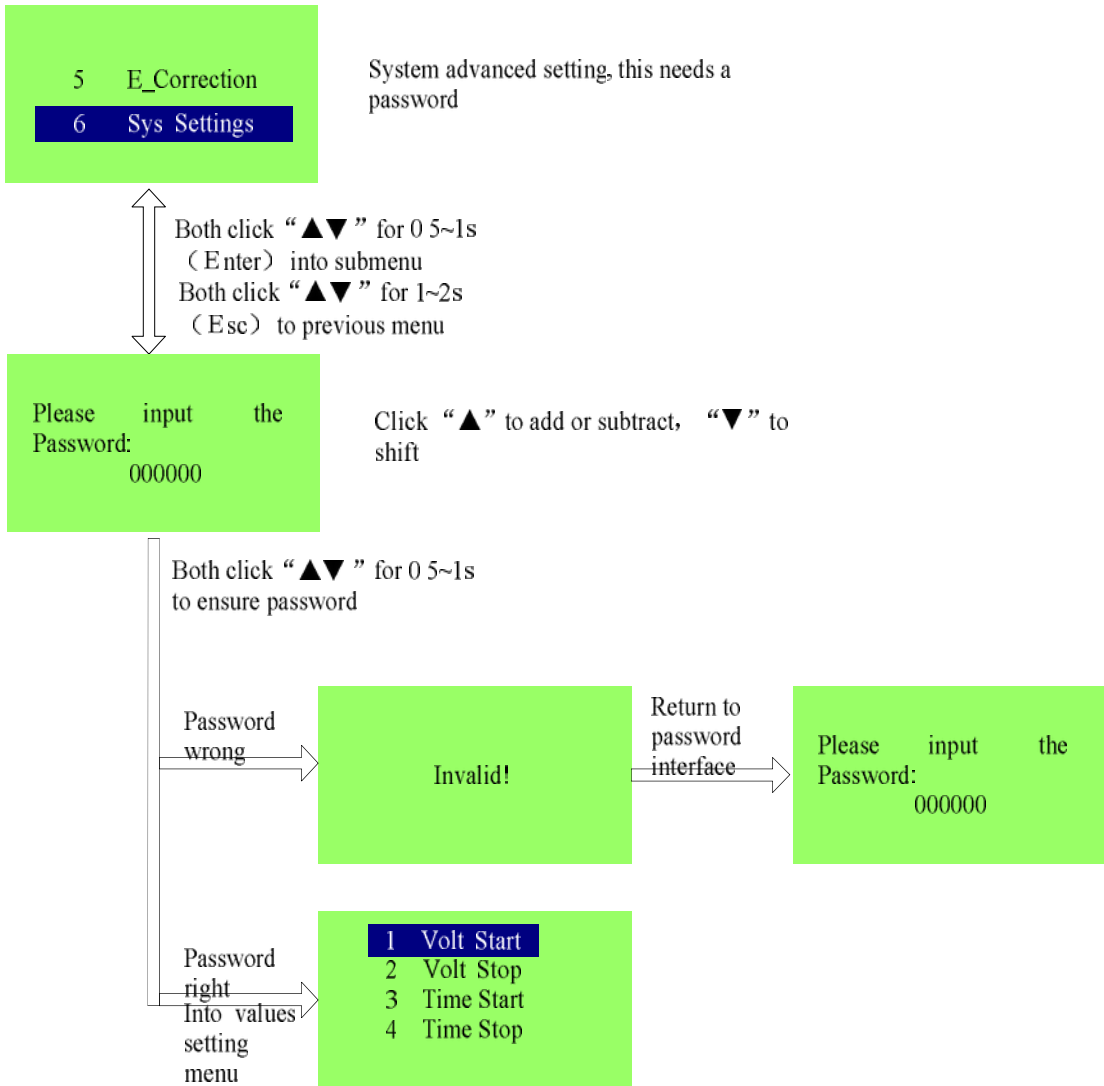 5 E_Correction
6 Sys Settings
System advanced setting, this needs a
password
Both click “▲▼ ” for 0 5~1s
（Enter） into submenu
Both click “▲▼ ” for 1~2s
（Esc） to previous menu
Please input the
Password:
000000
Click “▲” to add or subtract, “▼” to
shift
Both click “▲▼ ” for 0 5~1s
to ensure password
Password
wrong
Invalid!
Return to
password
interface
Please input the
Password:
000000
Password
right
Into values
setting
menu
1 Volt Start
2 Volt Stop
3 Time Start
4 Time Stop